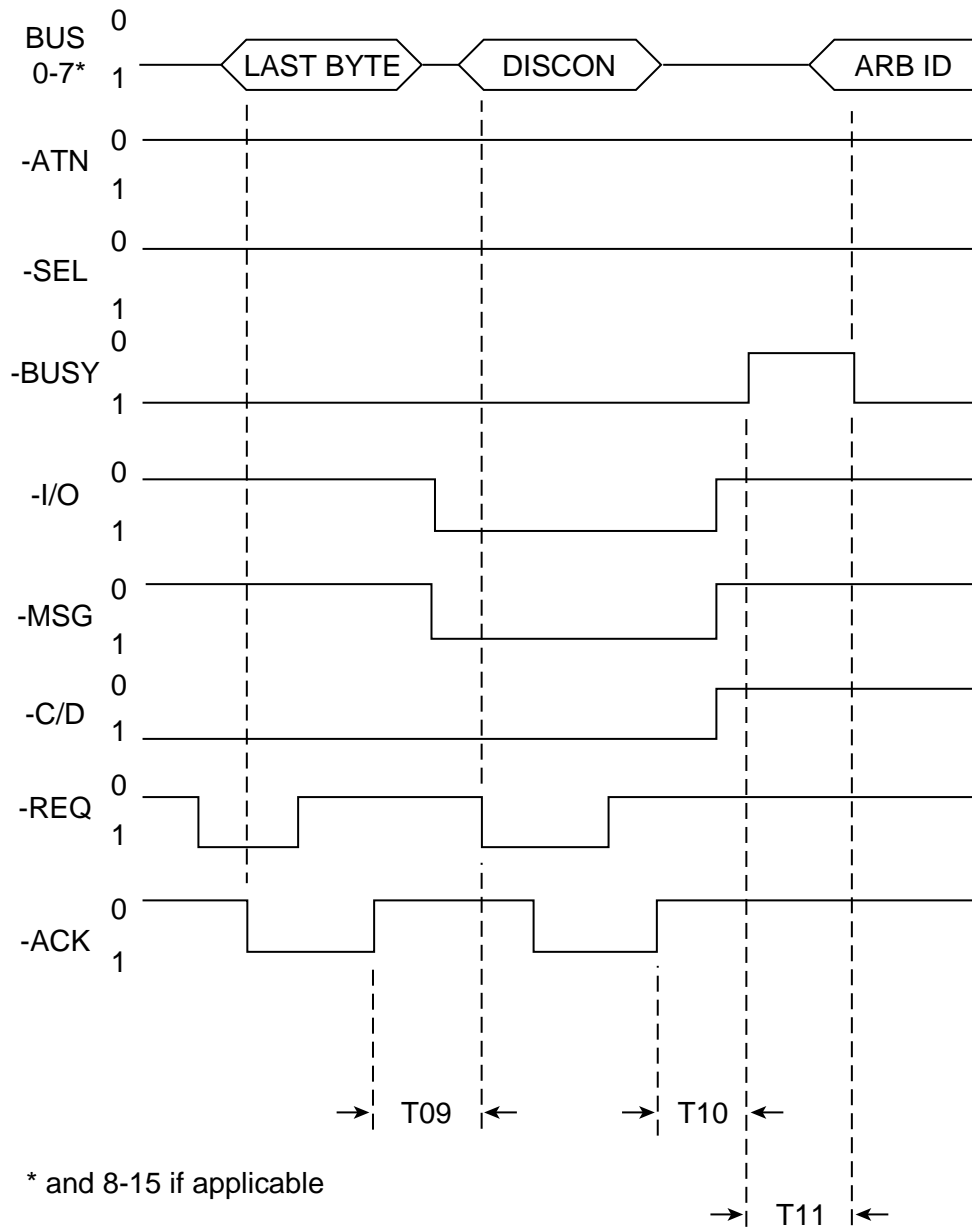 0
BUS
0-7*
1
LAST BYTE
DISCON
ARB ID
0
-ATN
1
0
-SEL
1
0
-BUSY
1
0
-I/O
1
0
-MSG
1
0
-C/D
1
0
-REQ
1
0
-ACK
1
T09
T10
* and 8-15 if applicable
T11